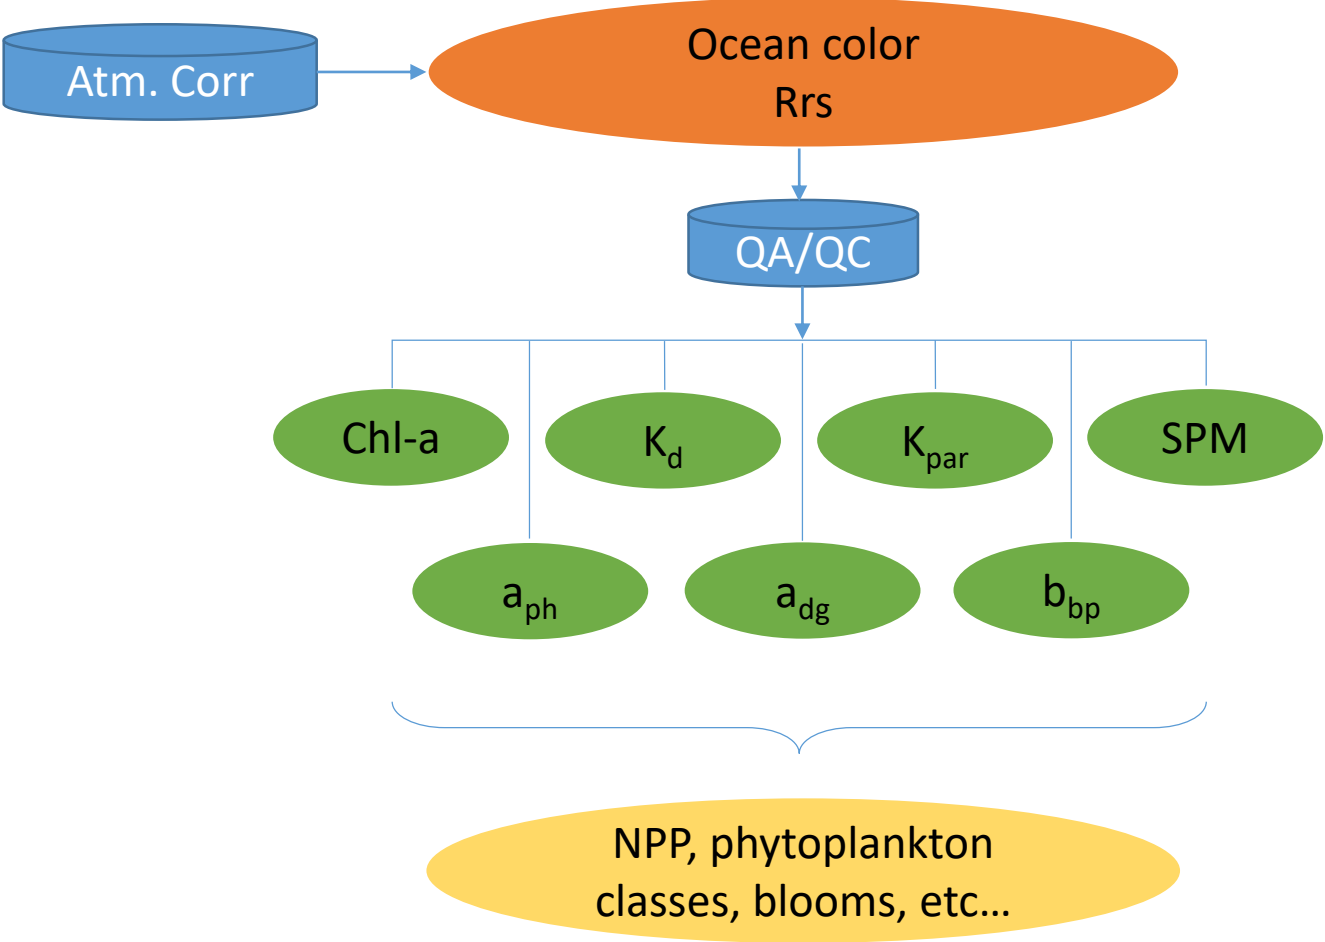 Atm. Corr
Ocean color
Rrs
QA/QC
Chl-a
Kd
Kpar
SPM
aph
adg
bbp
NPP, phytoplankton
classes, blooms, etc...